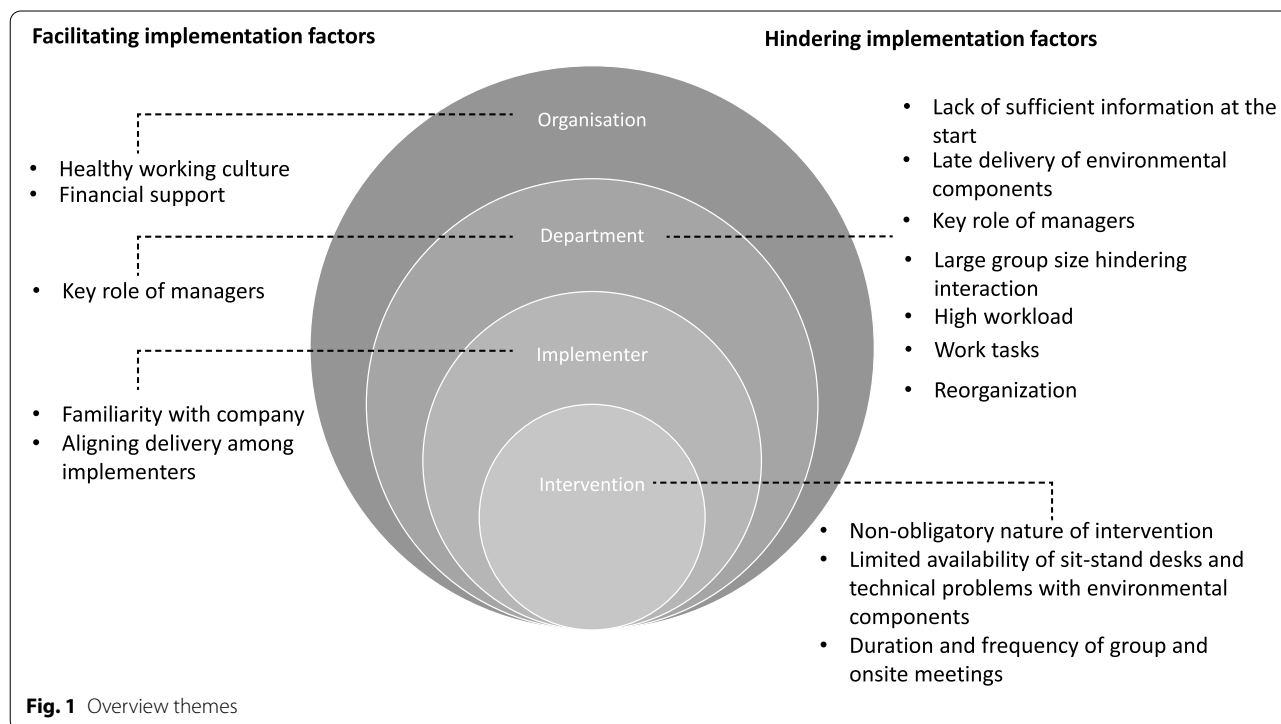 Facilitating implementation factors
Hindering implementation factors
Organisation
• Healthy working culture
• Financial support
Department
• Key role of managers
Implementer
• Familiarity with company
• Aligning delivery among
implementers
Intervention
• Lack of sufficient information at the
start
• Late delivery of environmental
components
• Key role of managers
• Large group size hindering
interaction
• High workload
• Work tasks
• Reorganization
• Non-obligatory nature of intervention
• Limited availability of sit-stand desks and
technical problems with environmental
components
• Duration and frequency of group and
onsite meetings
Fig. 1 Overview themes